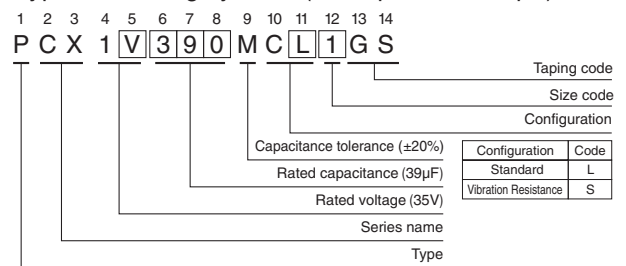 1 2 3 4 5 6 7 8 9 10 11 12 13 14
P C X 1 V 3 9 0 M C L 1 G S
Taping code
Size code
Configuration
Capacitance tolerance (±20%)
Rated capacitance (39µF)
Rated voltage (35V)
Series name
Type
Configuration Code
Standard L
Vibration Resistance S